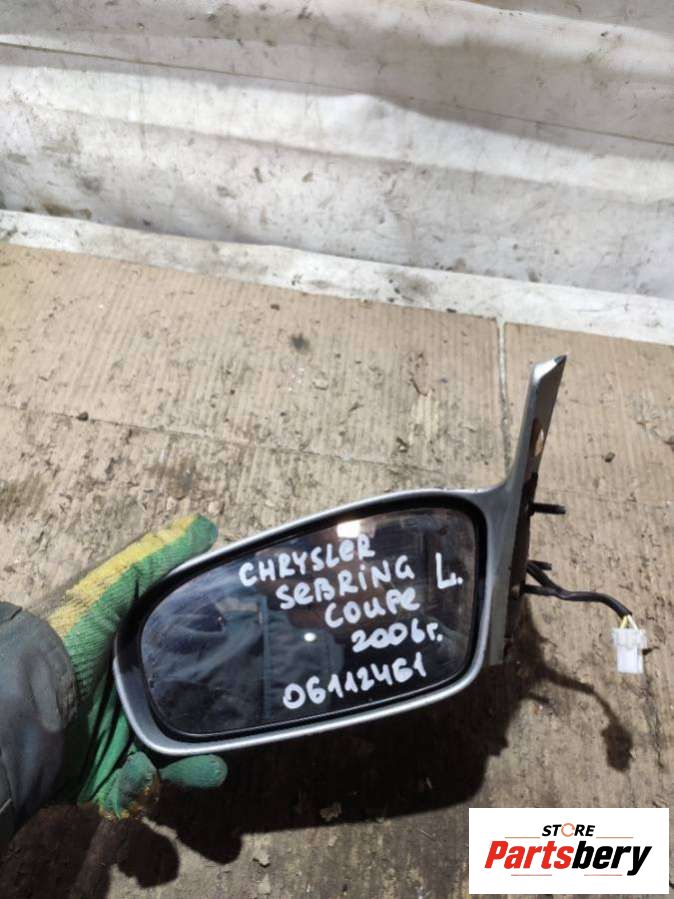 CHRYSLER
SEBRING L.
COUPE
2006г.
06112461
STORE
Partsbery